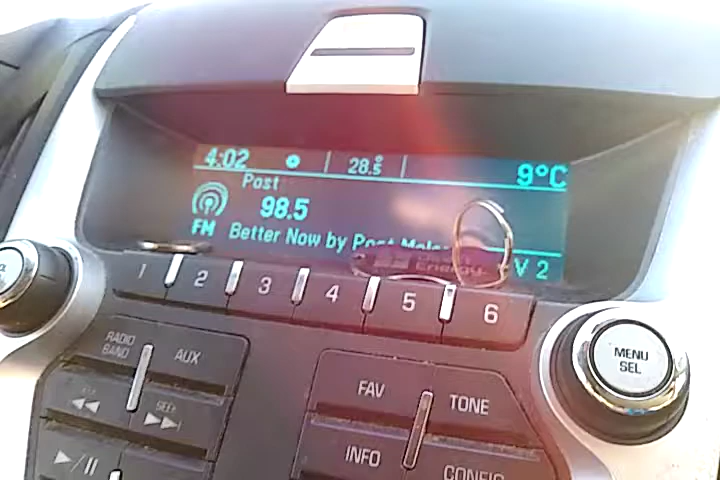 4:02 28.5° 9°C
Post
98.5
FM Better Now by Post Malo
Energy V 2
1 2 3 4 5 6
RADIO BAND AUX
FAV TONE
MENU SEL
SEEK
INFO CONFIG